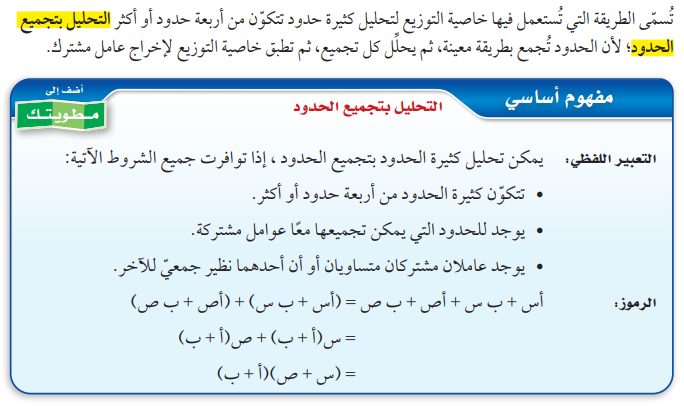 تُسمّى الطريقة التي تُستعمل فيها خاصية التوزيع لتحليل كثيرة حدود تتكوّن من أربعة حدود أو أكثر التحليل بتجميع
الحدود؛ لأن الحدود تُجمع بطريقة معينة، ثم يحلّل كل تجميع، ثم تطبق خاصية التوزيع لإخراج عامل مشترك.
مفهوم أساسي
التحليل بتجميع الحدود
أضف إلى
مـطـويتـك
التعبير اللفظي: يمكن تحليل كثيرة الحدود بتجميع الحدود ، إذا توافرت جميع الشروط الآتية:
• تتكوّن كثيرة الحدود من أربعة حدود أو أكثر.
• يوجد للحدود التي يمكن تجميعها معًا عوامل مشتركة.
• يوجد عاملان مشتركان متساويان أو أن أحدهما نظير جمعيّ للآخر.
الرموز: أس + ب س + أص + ب ص = (أس + ب س) + (أص + ب ص)
= س(أ + ب) + ص(أ + ب)
= (س + ص)(أ + ب)